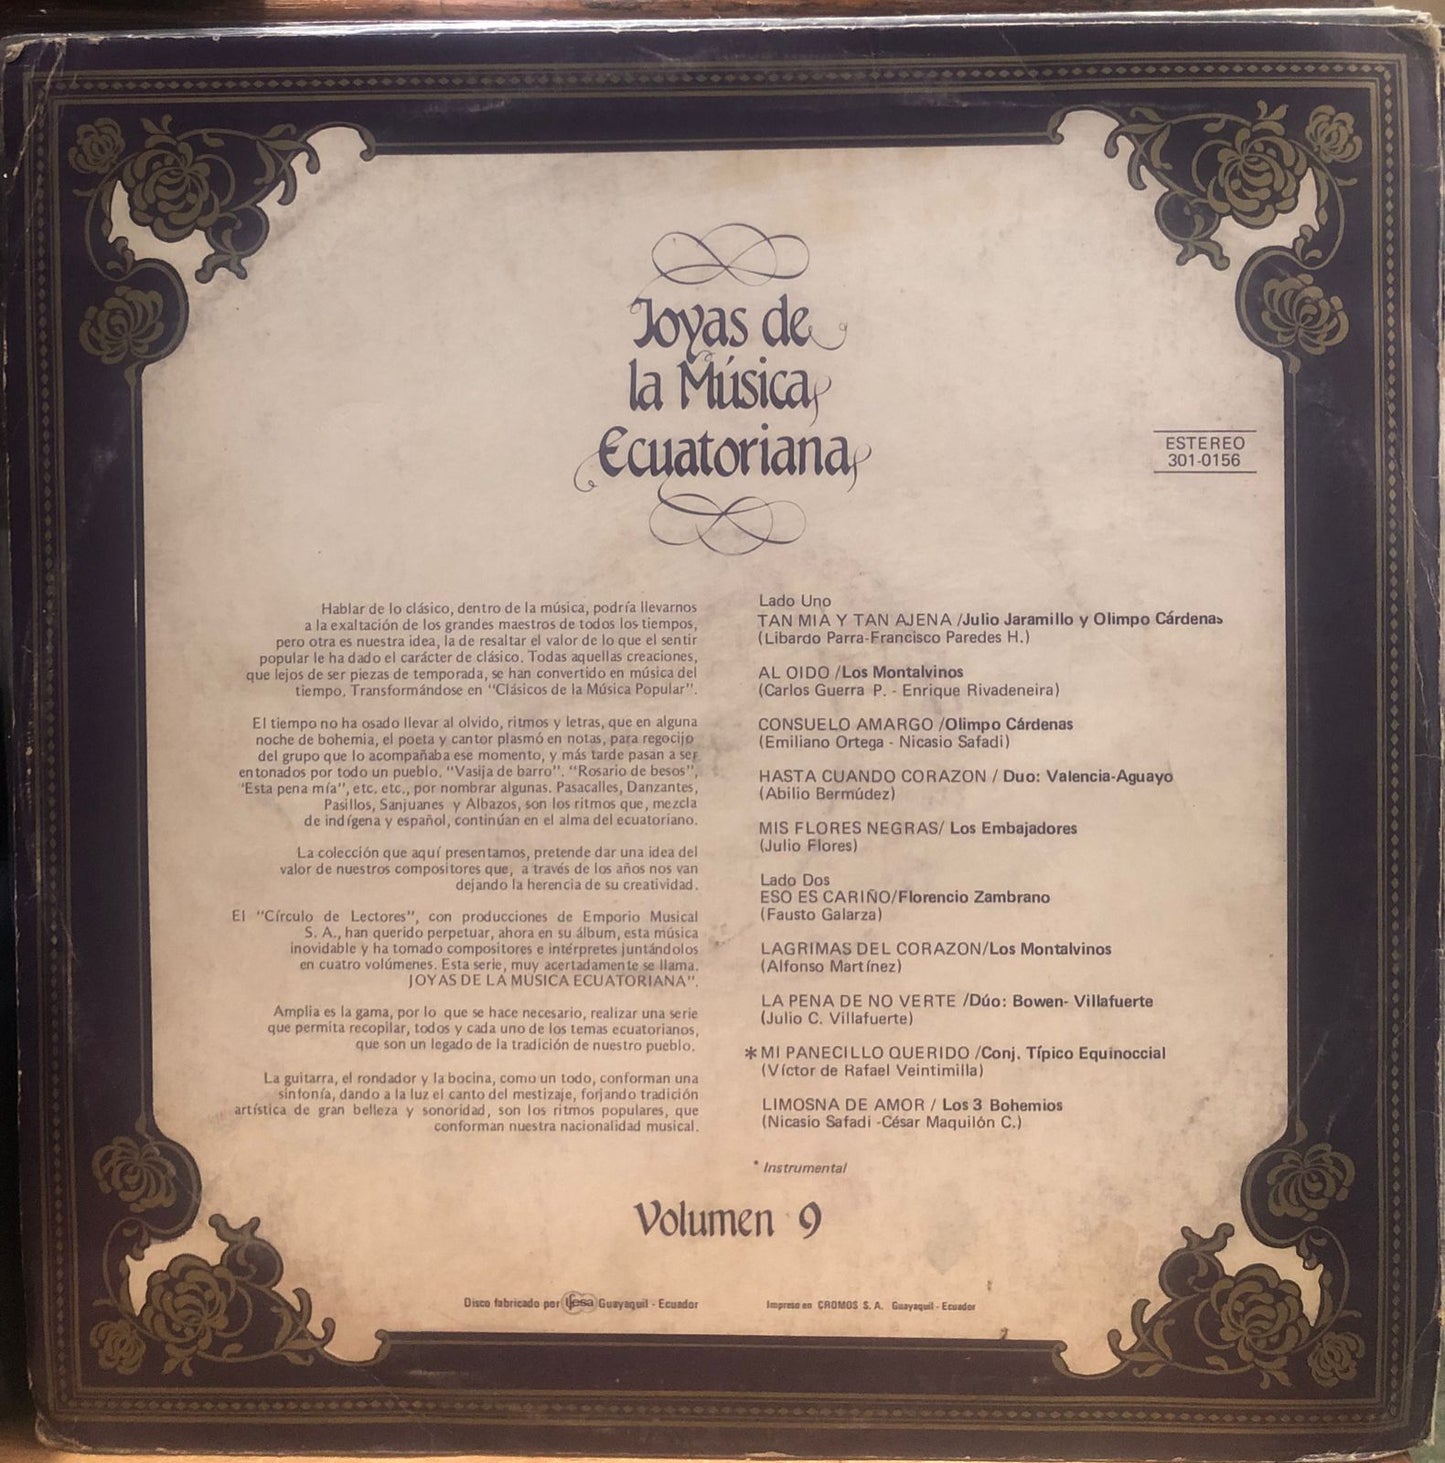 Joyas de
la Música
Ecuatoriana
ESTEREO
301-0156
Hablar de lo clásico, dentro de la música, podría llevarnos
a la exaltación de los grandes maestros de todos los tiempos,
pero otra es nuestra idea, la de resaltar el valor de lo que el sentir
popular le ha dado el carácter de clásico. Todas aquellas creaciones,
que lejos de ser piezas de temporada, se han convertido en música del
tiempo. Transformándose en "Clásicos de la Música Popular".
El tiempo no ha osado llevar al olvido, ritmos y letras, que en alguna
noche de bohemia, el poeta y cantor plasmó en notas, para regocijo
del grupo que lo acompañaba ese momento, y más tarde pasan a ser
entonados por todo un pueblo. "Vasija de barro". "Rosario de besos",
"Esta pena mía", etc. etc., por nombrar algunas. Pasacalles, Danzantes,
Pasillos, Sanjuanes y Albazos, son los ritmos que, mezcla
de indígena y español, continúan en el alma del ecuatoriano.
La colección que aquí presentamos, pretende dar una idea del
valor de nuestros compositores que, a través de los años nos van
dejando la herencia de su creatividad.
El "Círculo de Lectores", con producciones de Emporio Musical
S. A., han querido perpetuar, ahora en su álbum, esta música
inovidable y ha tomado compositores e intérpretes juntándolos
en cuatro volúmenes. Esta serie, muy acertadamente se llama.
JOYAS DE LA MUSICA ECUATORIANA".
Amplia es la gama, por lo que se hace necesario, realizar una serie
que permita recopilar, todos y cada uno de los temas ecuatorianos,
que son un legado de la tradición de nuestro pueblo.
La guitarra, el rondador y la bocina, como un todo, conforman una
sinfonía, dando a la luz el canto del mestizaje, forjando tradición
artística de gran belleza y sonoridad, son los ritmos populares, que
conforman nuestra nacionalidad musical.
Lado Uno
TAN MIA Y TAN AJENA /Julio Jaramillo y Olimpo Cárdenas
(Libardo Parra-Francisco Paredes H.)
AL OIDO /Los Montalvinos
(Carlos Guerra P. - Enrique Rivadeneira)
CONSUELO AMARGO /Olimpo Cárdenas
(Emiliano Ortega - Nicasio Safadi)
HASTA CUANDO CORAZON / Duo: Valencia-Aguayo
(Abilio Bermúdez)
MIS FLORES NEGRAS/ Los Embajadores
(Julio Flores)
Lado Dos
ESO ES CARIÑO/Florencio Zambrano
(Fausto Galarza)
LAGRIMAS DEL CORAZON/Los Montalvinos
(Alfonso Martínez)
LA PENA DE NO VERTE /Dúo: Bowen- Villafuerte
(Julio C. Villafuerte)
*MI PANECILLO QUERIDO /Conj. Típico Equinoccial
(Víctor de Rafael Veintimilla)
LIMOSNA DE AMOR / Los 3 Bohemios
(Nicasio Safadi -César Maquilón C.)
* Instrumental
Volumen 9
Disco fabricado por ifesa Guayaquil - Ecuador
Impreso en CROMOS S. A. Guayaquil - Ecuador